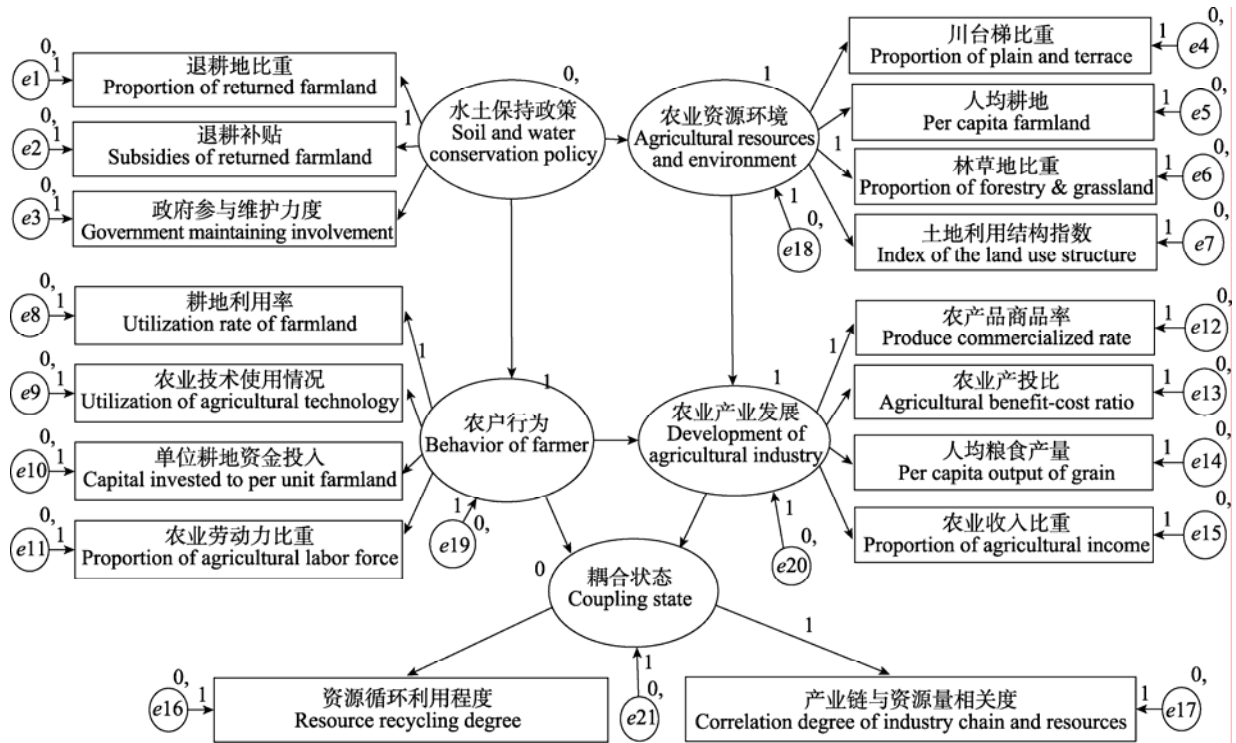 0,
e1
1
退耕地比重
Proportion of returned farmland
0,
e2
1
退耕补贴
Subsidies of returned farmland
1
0,
e3
1
政府参与维护力度
Government maintaining involvement
0,
水土保持政策
Soil and water
conservation policy
1
农业资源环境
Agricultural resources
and environment
1
1
0,
e18
川台梯比重
Proportion of plain and terrace
1
0,
e4
人均耕地
Per capita farmland
1
0,
e5
林草地比重
Proportion of forestry & grassland
1
0,
e6
土地利用结构指数
Index of the land use structure
1
0,
e7
0,
e8
1
耕地利用率
Utilization rate of farmland
1
0,
e9
1
农业技术使用情况
Utilization of agricultural technology
0,
e10
1
单位耕地资金投入
Capital invested to per unit farmland
0,
e11
1
农业劳动力比重
Proportion of agricultural labor force
1
农户行为
Behavior of farmer
1
0,
e19
1
农业产业发展
Development of
agricultural industry
1
1
0,
e20
农产品商品率
Produce commercialized rate
1
0,
e12
农业产投比
Agricultural benefit-cost ratio
1
0,
e13
人均粮食产量
Per capita output of grain
1
0,
e14
农业收入比重
Proportion of agricultural income
1
0,
e15
0
耦合状态
Coupling state
1
1
0,
e21
0,
e16
1
资源循环利用程度
Resource recycling degree
产业链与资源量相关度
Correlation degree of industry chain and resources
1
0,
e17